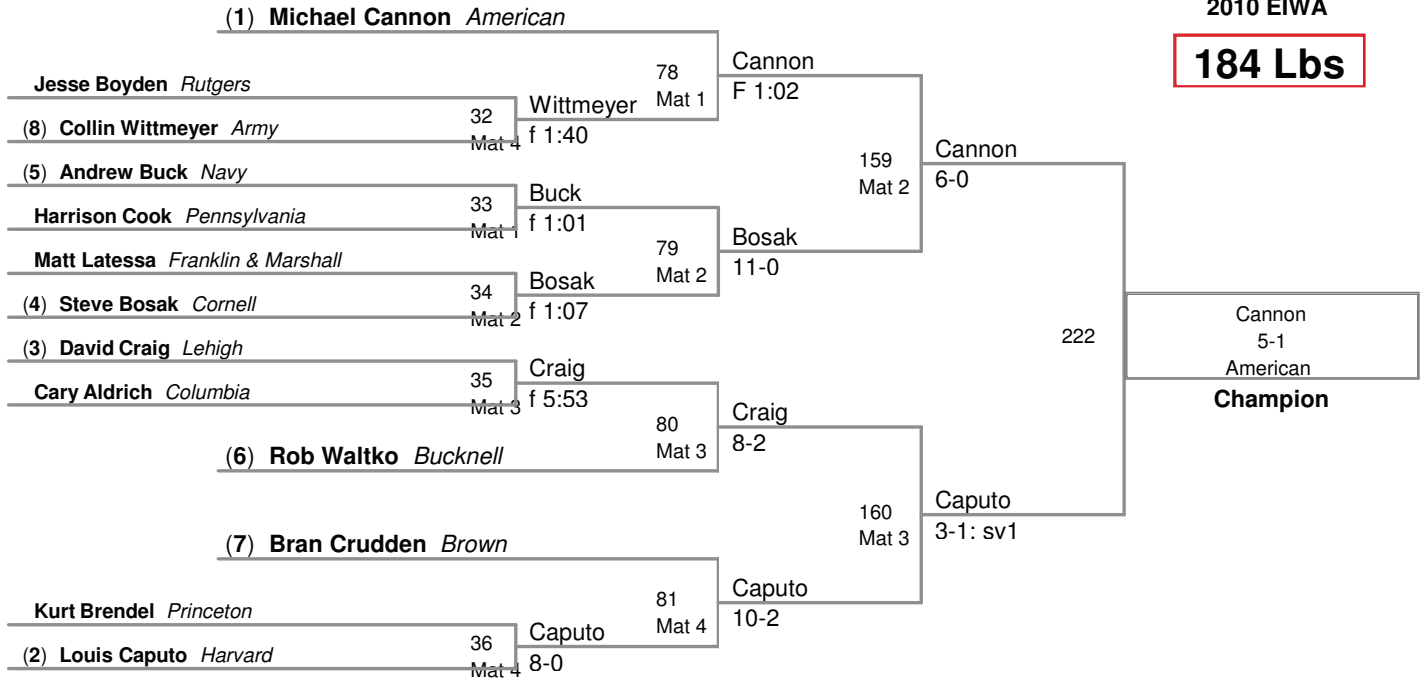 2010 EIWA
184 Lbs
(1) Michael Cannon American
Jesse Boyden Rutgers
(8) Collin Wittmeyer Army
(5) Andrew Buck Navy
Harrison Cook Pennsylvania
Matt Latessa Franklin & Marshall
(4) Steve Bosak Cornell
(3) David Craig Lehigh
Cary Aldrich Columbia
(6) Rob Waltko Bucknell
(7) Bran Crudden Brown
Kurt Brendel Princeton
(2) Louis Caputo Harvard
32
Mat 4
Wittmeyer
f 1:40
33
Mat 1
Buck
f 1:01
34
Mat 2
Bosak
f 1:07
35
Mat 3
Craig
f 5:53
36
Mat 4
Caputo
8-0
78
Mat 1
Cannon
F 1:02
79
Mat 2
Bosak
11-0
80
Mat 3
Craig
8-2
81
Mat 4
Caputo
10-2
159
Mat 2
Cannon
6-0
160
Mat 3
Caputo
3-1: sv1
222
Cannon
5-1
American
Champion